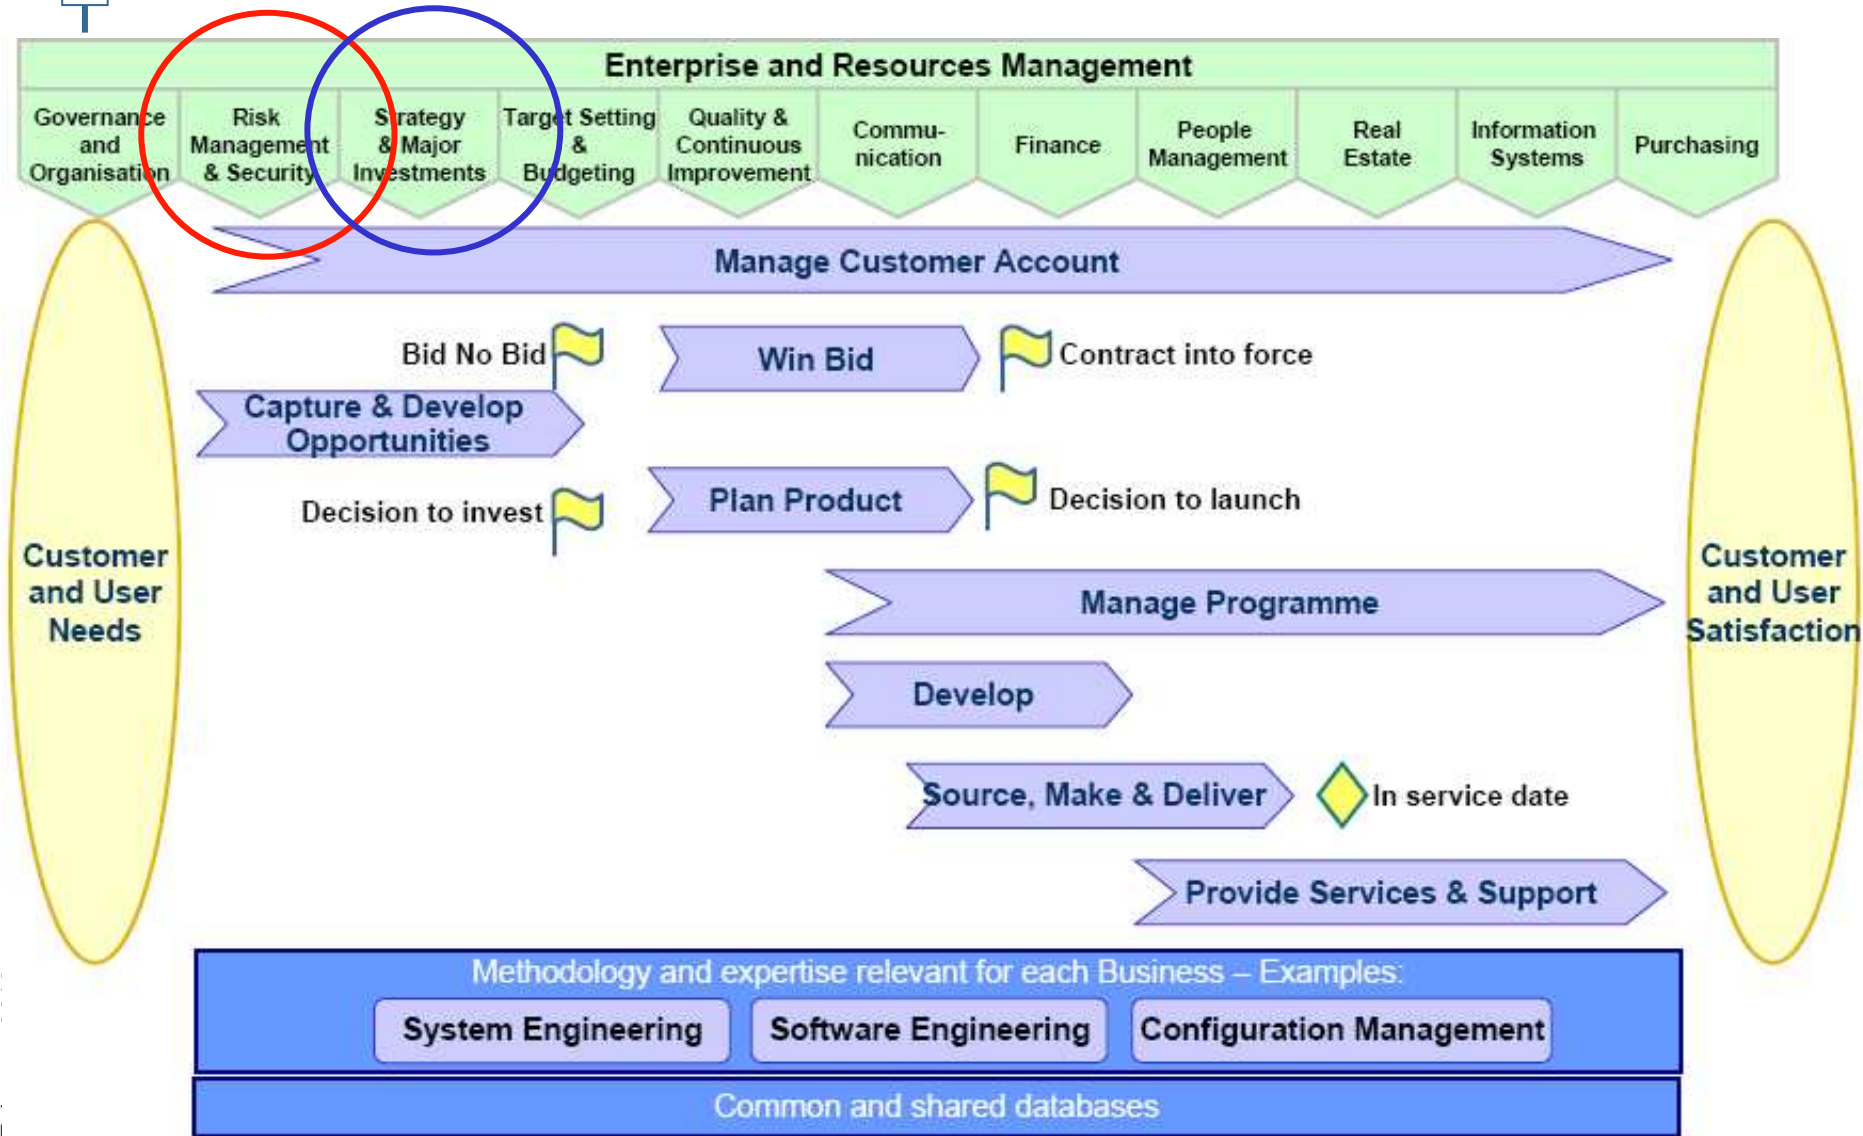 Enterprise and Resources Management
Governance
and
Organisation
Risk
Management
& Security
Strategy
& Major
Investments
Target Setting
&
Budgeting
Quality &
Continuous
Improvement
Commu-
nication
Finance
People
Management
Real
Estate
Information
Systems
Purchasing
Manage Customer Account
Bid No Bid
Win Bid
Contract into force
Capture & Develop
Opportunities
Decision to invest
Plan Product
Decision to launch
Customer
and User
Needs
Manage Programme
Customer
and User
Satisfaction
Develop
Source, Make & Deliver
In service date
Provide Services & Support
Methodology and expertise relevant for each Business – Examples:
System Engineering
Software Engineering
Configuration Management
Common and shared databases